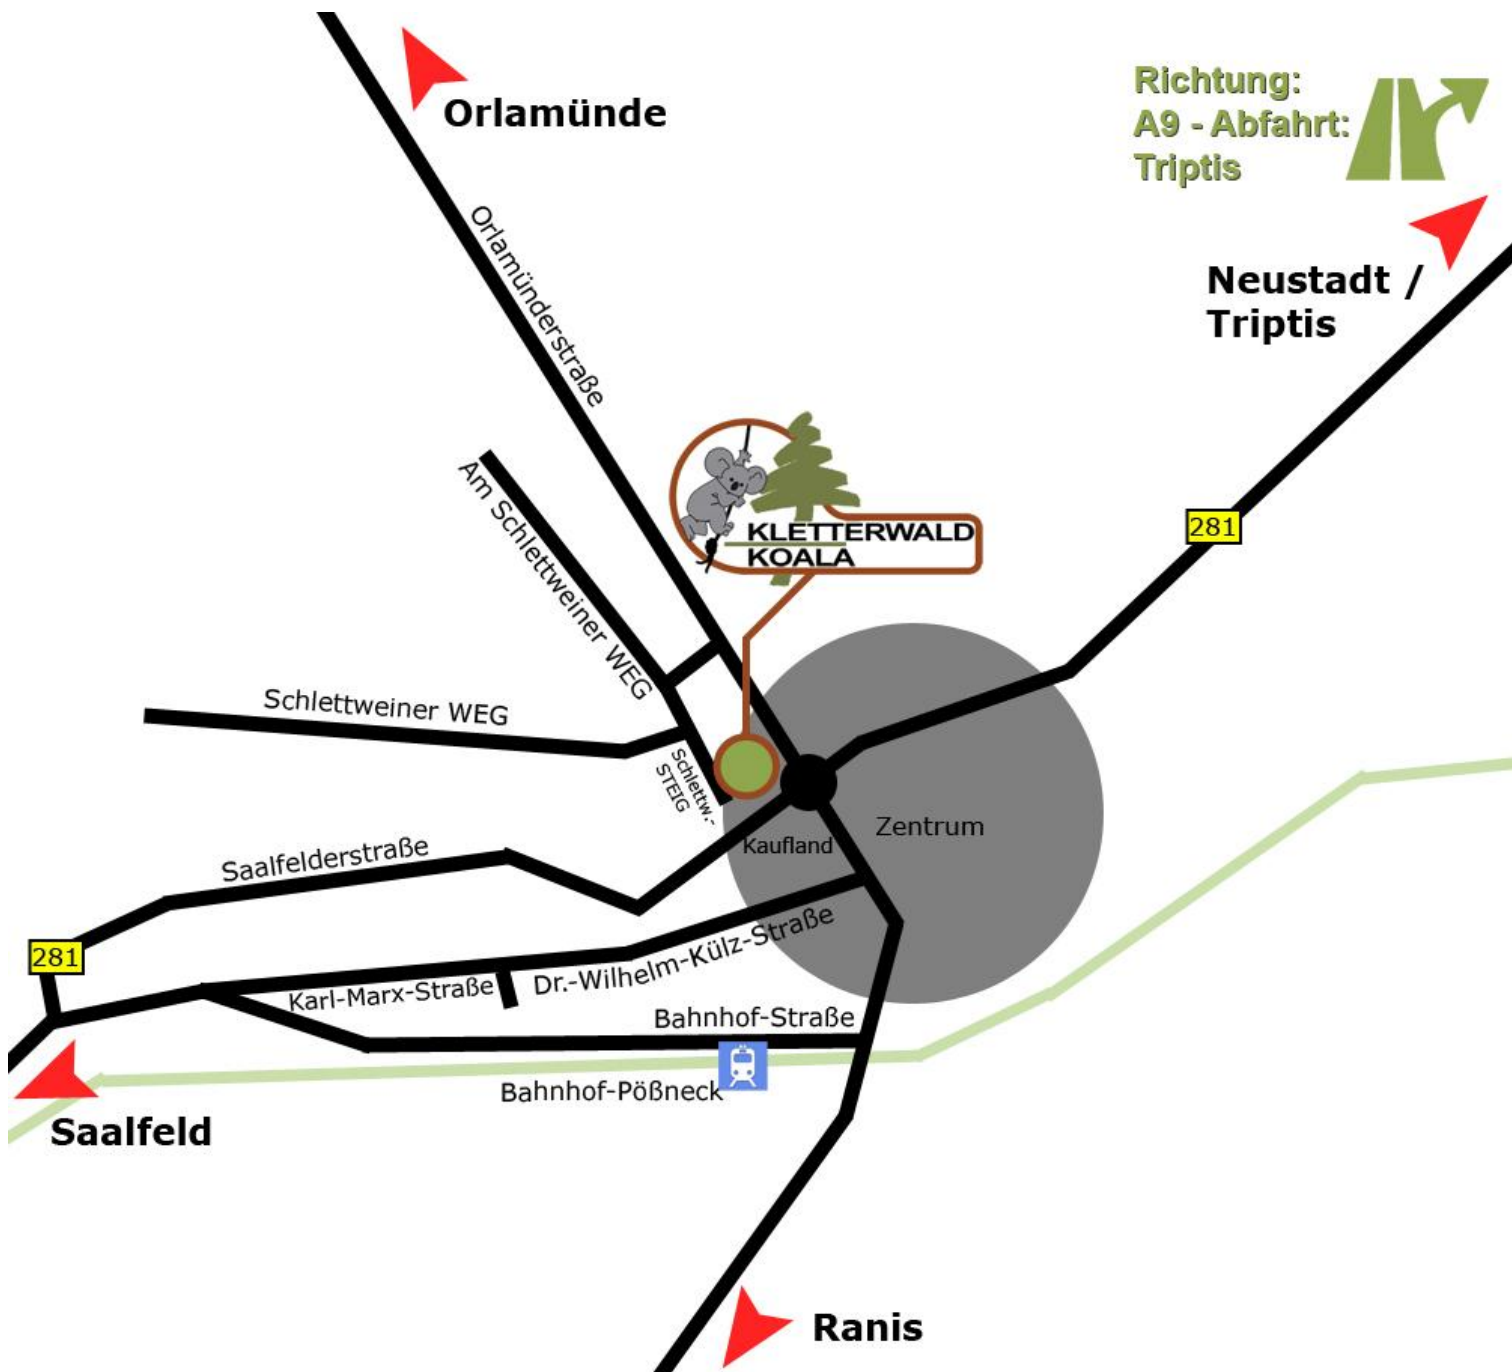 Richtung:
A9 - Abfahrt:
Triptis
Orlamünde
Neustadt /
Triptis
Orlamünderstraße
KLETTERWALD
KOALA
281
Am Schlettweiner WEG
Schlettweiner WEG
Schlettw.-
STEIG
Zentrum
Kaufland
Saalfelderstraße
281
Dr.-Wilhelm-Külz-Straße
Karl-Marx-Straße
Bahnhof-Straße
Bahnhof-Pößneck
Saalfeld
Ranis